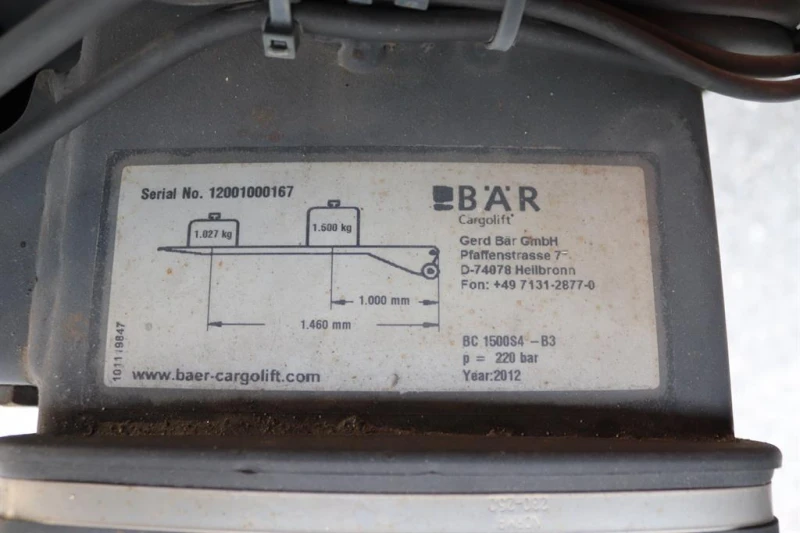 Serial No. 12001000167
BÄR
Cargolift
1.027 kg
1.500 kg
Gerd Bär GmbH
Pfaffenstrasse 7
D-74078 Heilbronn
Fon: +49 7131-2877-0
1.000 mm
1.460 mm
BC 1500S4 -B3
p = 220 bar
Year:2012
www.baer-cargolift.com